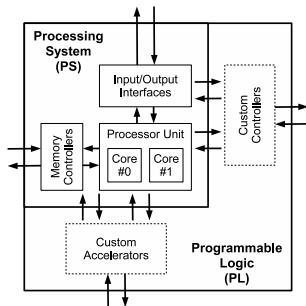 Processing
System
(PS)
Input/Output
Interfaces
Custom
Controllers
Memory
Controllers
Processor Unit
Core
#0
Core
#1
Custom
Accelerators
Programmable
Logic
(PL)